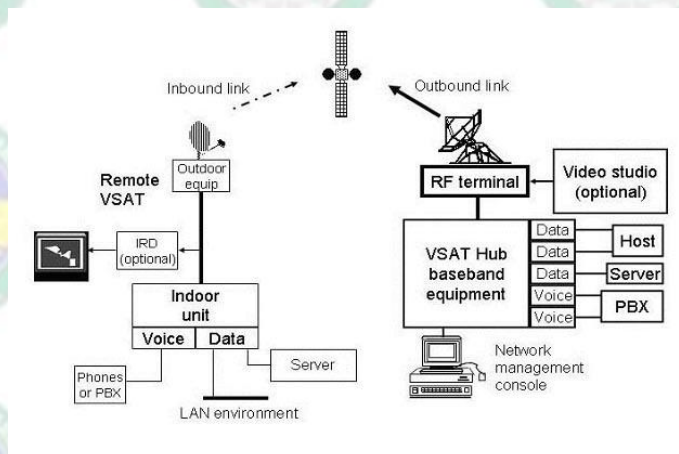 Inbound link
Outbound link
Outdoor
equip
Remote
VSAT
RF terminal
Video studio
(optional)
IRD
(optional)
VSAT Hub
baseband
equipment
Data
Data
Data
Voice
Voice
Host
Server
PBX
Indoor
unit
Voice Data
Phones
or PBX
Server
LAN environment
Network
management
console